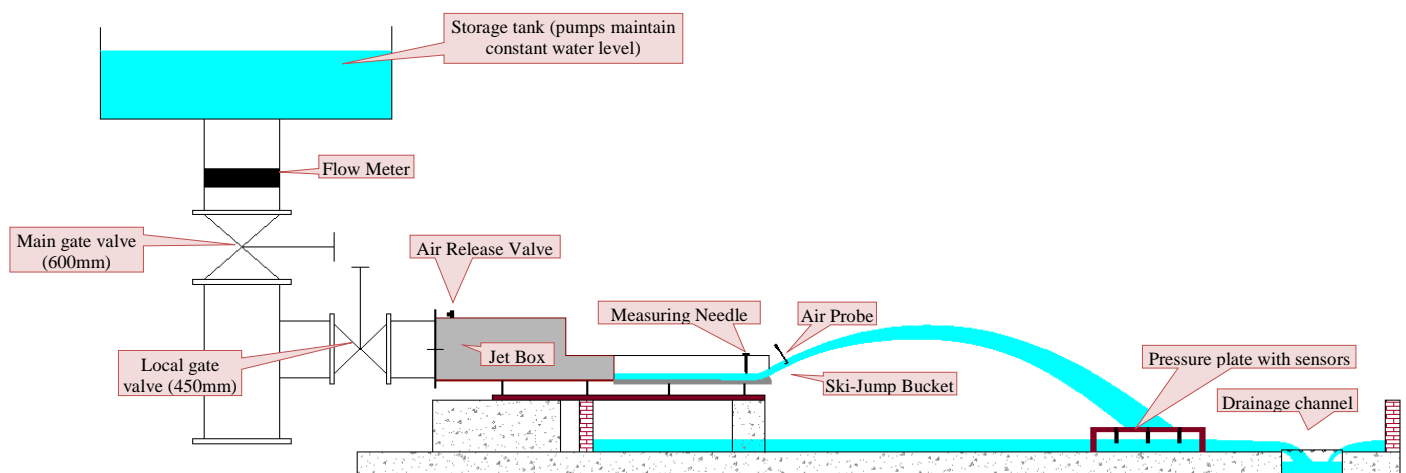 Storage tank (pumps maintain
constant water level)
Flow Meter
Main gate valve
(600mm)
Air Release Valve
Measuring Needle
Air Probe
Local gate
valve (450mm)
Jet Box
Ski-Jump Bucket
Pressure plate with sensors
Drainage channel